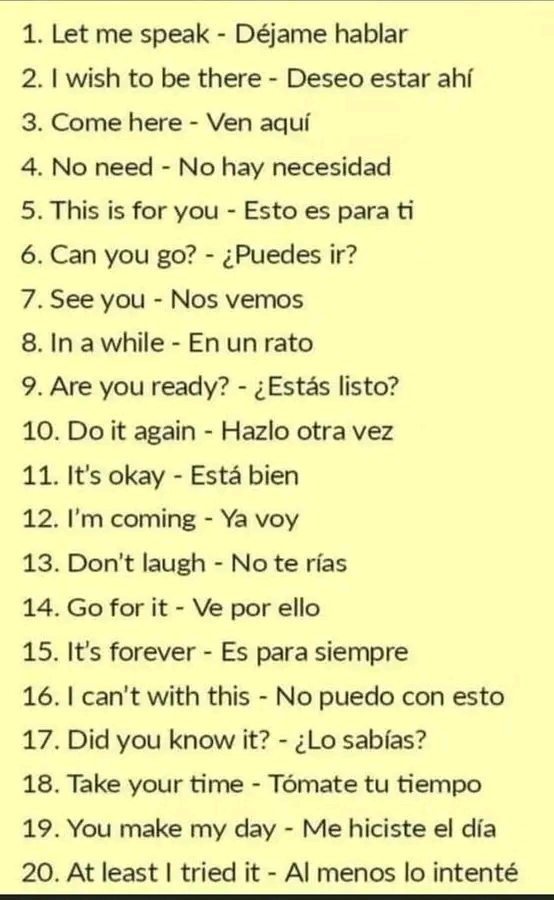 1. Let me speak - Déjame hablar
2. I wish to be there - Deseo estar ahí
3. Come here - Ven aquí
4. No need - No hay necesidad
5. This is for you - Esto es para ti
6. Can you go? - ¿Puedes ir?
7. See you - Nos vemos
8. In a while - En un rato
9. Are you ready? - ¿Estás listo?
10. Do it again - Hazlo otra vez
11. It's okay - Está bien
12. I'm coming - Ya voy
13. Don't laugh - No te rías
14. Go for it - Ve por ello
15. It's forever - Es para siempre
16. I can't with this - No puedo con esto
17. Did you know it? - ¿Lo sabías?
18. Take your time - Tómate tu tiempo
19. You make my day - Me hiciste el día
20. At least I tried it - Al menos lo intenté